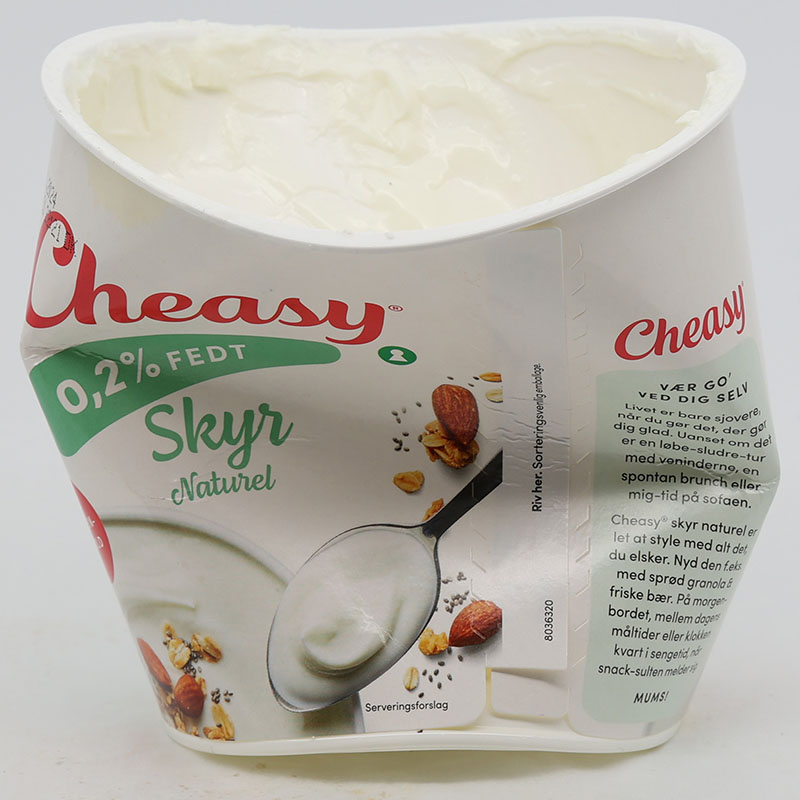 Cheasy®
0,2% FEDT
Skyr
Naturel
Serveringsforslag
Riv her. Sorteringsvenlig emballage.
8036320
Cheasy®
VÆR GO'
VED DIG SELV
Livet er bare sjovere,
når du gør det, der gør
dig glad. Uanset om det
er en løbe-sludre-tur
med veninderne, en
spontan brunch eller
mig-tid på sofaen.
Cheasy® skyr naturel er
let at style med alt det,
du elsker. Nyd den f.eks.
med sprød granola &
friske bær. På morgen-
bordet, mellem dagens
måltider eller klokken
kvart i sengetid, når
snack-sulten melder sig.
MUMS!